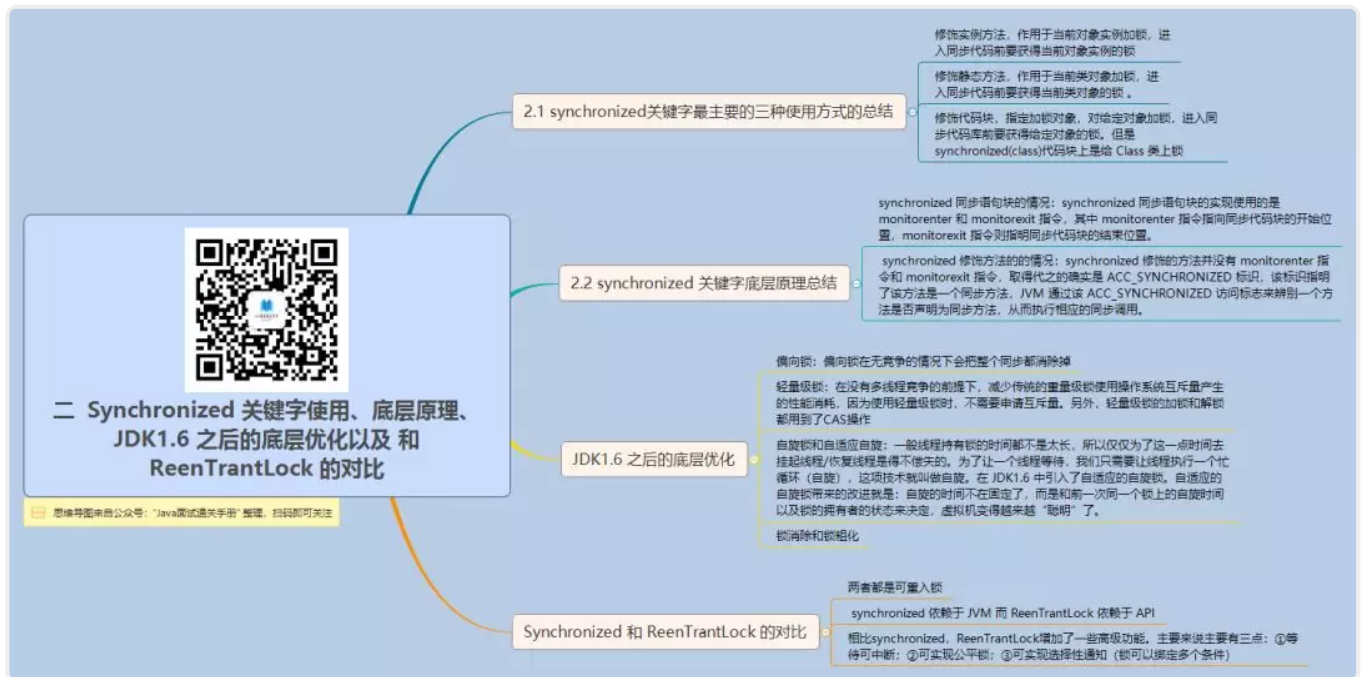 修饰实例方法，作用于当前对象实例加锁，进
入同步代码前要获得当前对象实例的锁
2.1 synchronized关键字最主要的三种使用方式的总结
修饰静态方法，作用于当前类对象加锁，进
入同步代码前要获得当前类对象的锁 。
修饰代码块，指定加锁对象，对给定对象加锁，进入同
步代码库前要获得给定对象的锁。但是
synchronized(class)代码块上是给 Class 类上锁
synchronized 同步语句块的情况：synchronized 同步语句块的实现使用的是
monitorenter 和 monitorexit 指令，其中 monitorenter 指令指向同步代码块的开始位
置，monitorexit 指令则指明同步代码块的结束位置。
2.2 synchronized 关键字底层原理总结
synchronized 修饰方法的的情况：synchronized 修饰的方法并没有 monitorenter 指
令和 monitorexit 指令，取得代之的确实是 ACC_SYNCHRONIZED 标识，该标识指明
了该方法是一个同步方法，JVM 通过该 ACC_SYNCHRONIZED 访问标志来辨别一个方
法是否声明为同步方法，从而执行相应的同步调用。
二 Synchronized 关键字使用、底层原理、
JDK1.6 之后的底层优化以及 和
ReenTrantLock 的对比
思维导图来自公众号："Java面试通关手册" 整理，扫码即可关注
JDK1.6 之后的底层优化
偏向锁：偏向锁在无竞争的情况下会把整个同步都消除掉
轻量级锁：在没有多线程竞争的前提下，减少传统的重量级锁使用操作系统互斥量产生
的性能消耗，因为使用轻量级锁时，不需要申请互斥量。另外，轻量级锁的加锁和解锁
都用到了CAS操作
自旋锁和自适应自旋：一般线程持有锁的时间都不是太长，所以仅仅为了这一点时间去
挂起线程/恢复线程是得不偿失的。为了让一个线程等待，我们只需要让线程执行一个忙
循环（自旋），这项技术就叫做自旋。在 JDK1.6 中引入了自适应的自旋锁。自适应的
自旋锁带来的改进就是：自旋的时间不在固定了，而是和前一次同一个锁上的自旋时间
以及锁的拥有者的状态来决定，虚拟机变得越来越“聪明”了。
锁消除和锁粗化
Synchronized 和 ReenTrantLock 的对比
两者都是可重入锁
synchronized 依赖于 JVM 而 ReenTrantLock 依赖于 API
相比synchronized，ReenTrantLock增加了一些高级功能。主要来说主要有三点：①等
待可中断；②可实现公平锁；③可实现选择性通知（锁可以绑定多个条件）